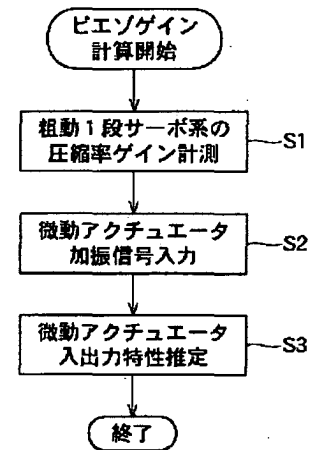 ピエゾゲイン
計算開始
粗動1段サーボ系の
圧縮率ゲイン計測
S1
微動アクチュエータ
加振信号入力
S2
微動アクチュエータ
入出力特性推定
S3
終了